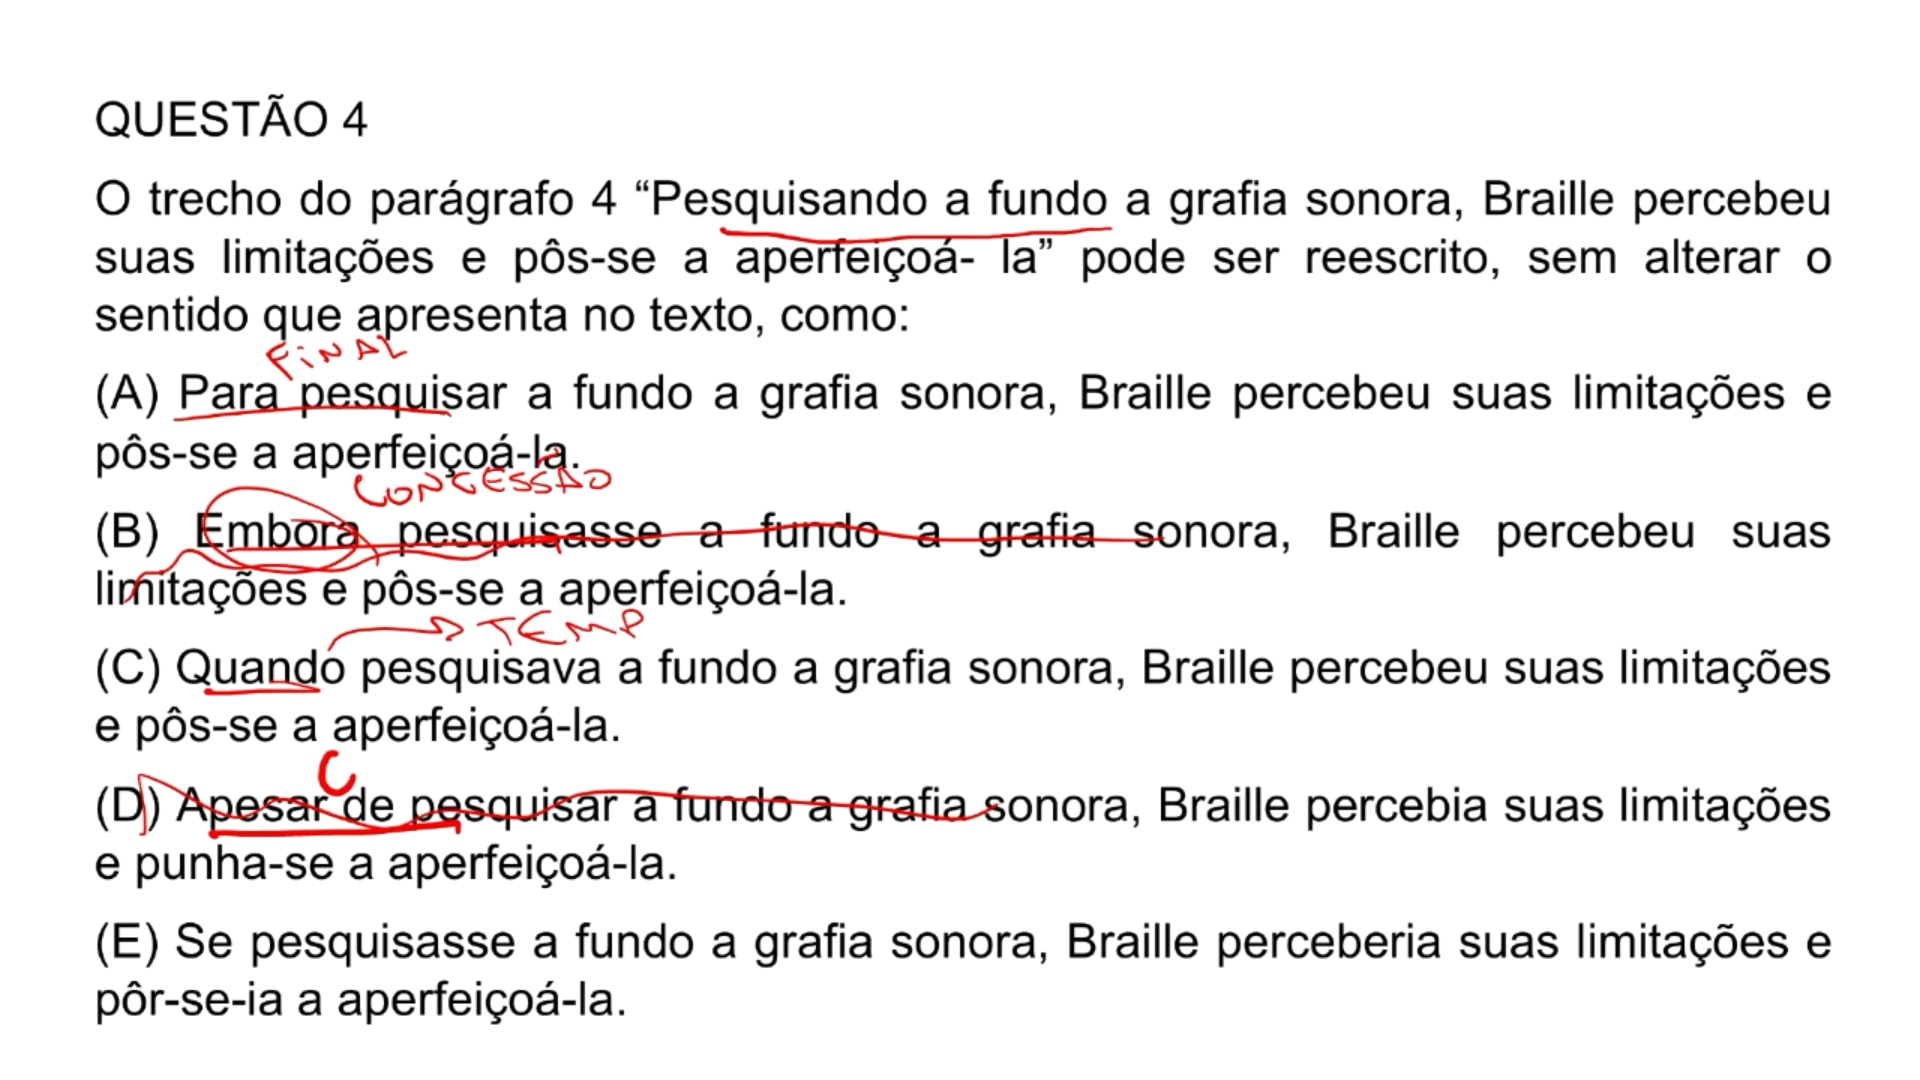 QUESTÃO 4
O trecho do parágrafo 4 “Pesquisando a fundo a grafia sonora, Braille percebeu
suas limitações e pôs-se a aperfeiçoá- la” pode ser reescrito, sem alterar o
sentido que apresenta no texto, como:
FINAL
(A) Para pesquisar a fundo a grafia sonora, Braille percebeu suas limitações e
pôs-se a aperfeiçoá-la.
CONCESSÃO
(B) Embora pesquisasse a fundo a grafia sonora, Braille percebeu suas
limitações e pôs-se a aperfeiçoá-la.
TEMP
(C) Quando pesquisava a fundo a grafia sonora, Braille percebeu suas limitações
e pôs-se a aperfeiçoá-la.
C
(D) Apesar de pesquisar a fundo a grafia sonora, Braille percebia suas limitações
e punha-se a aperfeiçoá-la.
(E) Se pesquisasse a fundo a grafia sonora, Braille perceberia suas limitações e
pôr-se-ia a aperfeiçoá-la.